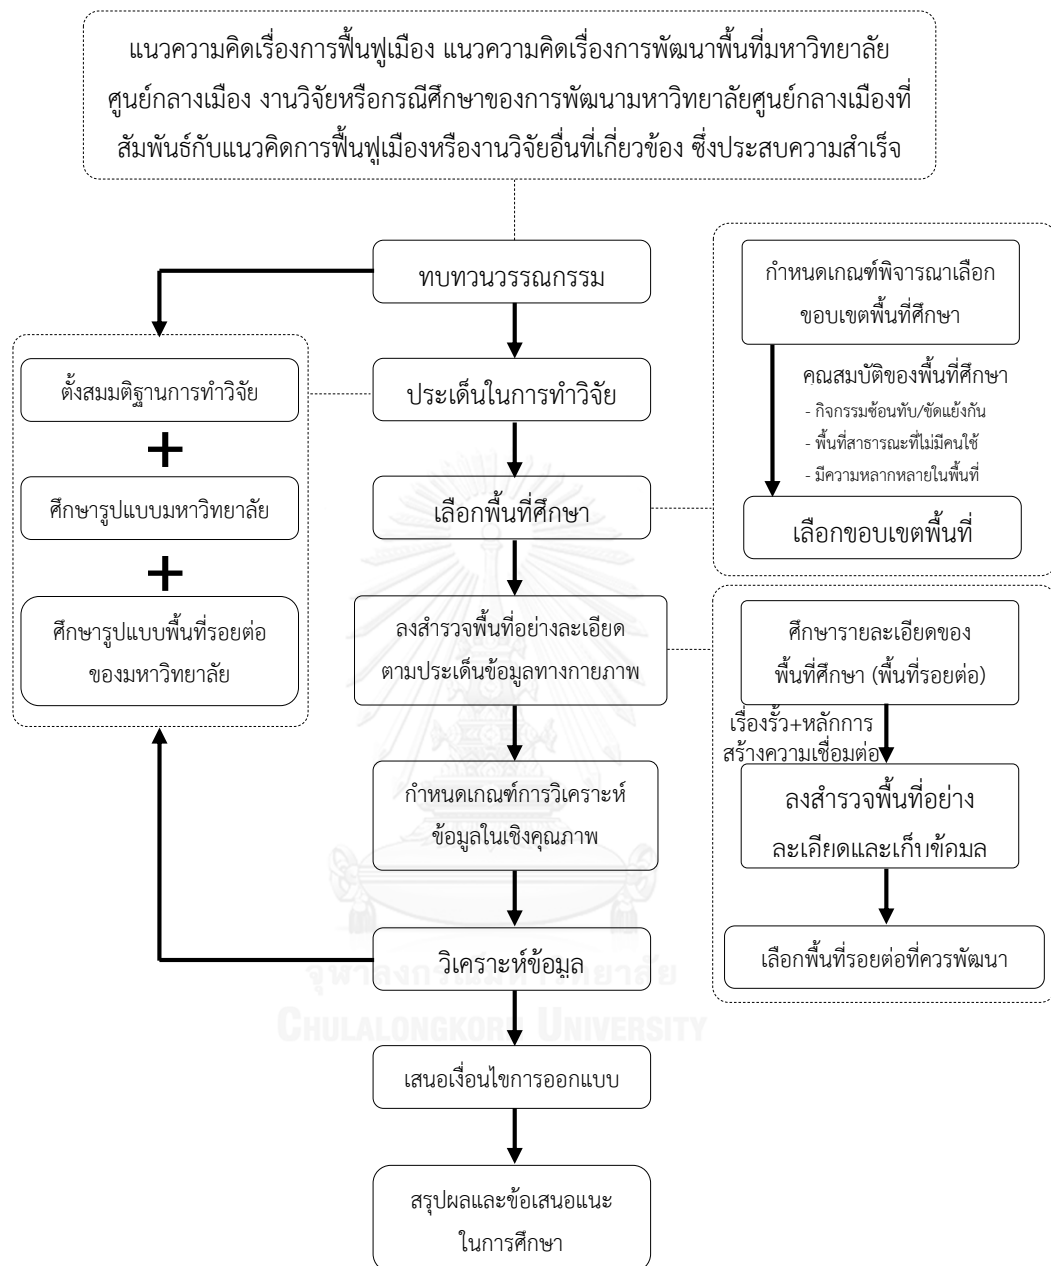 แนวความคิดเรื่องการฟื้นฟูเมือง แนวความคิดเรื่องการพัฒนาพื้นที่มหาวิทยาลัย
ศูนย์กลางเมือง งานวิจัยหรือกรณีศึกษาของการพัฒนามหาวิทยาลัยศูนย์กลางเมืองที่
สัมพันธ์กับแนวคิดการฟื้นฟูเมืองหรืองานวิจัยอื่นที่เกี่ยวข้อง ซึ่งประสบความสำเร็จ
ทบทวนวรรณกรรม
ประเด็นในการทำวิจัย
เลือกพื้นที่ศึกษา
ลงสำรวจพื้นที่อย่างละเอียด
ตามประเด็นข้อมูลทางกายภาพ
กำหนดเกณฑ์การวิเคราะห์
ข้อมูลในเชิงคุณภาพ
วิเคราะห์ข้อมูล
เสนอเงื่อนไขการออกแบบ
สรุปผลและข้อเสนอแนะ
ในการศึกษา
ตั้งสมมติฐานการทำวิจัย
+
ศึกษารูปแบบมหาวิทยาลัย
+
ศึกษารูปแบบพื้นที่รอยต่อ
ของมหาวิทยาลัย
กำหนดเกณฑ์พิจารณาเลือก
ขอบเขตพื้นที่ศึกษา
คุณสมบัติของพื้นที่ศึกษา
- กิจกรรมซ้อนทับ/ขัดแย้งกัน
- พื้นที่สาธารณะที่ไม่มีคนใช้
- มีความหลากหลายในพื้นที่
เลือกขอบเขตพื้นที่
ศึกษารายละเอียดของ
พื้นที่ศึกษา (พื้นที่รอยต่อ)
เรื่องรั้ว+หลักการ
สร้างความเชื่อมต่อ
ลงสำรวจพื้นที่อย่าง
ละเอียดและเก็บข้อมูล
เลือกพื้นที่รอยต่อที่ควรพัฒนา
จุฬาลงกรณ์มหาวิทยาลัย
CHULALONGKORN UNIVERSITY